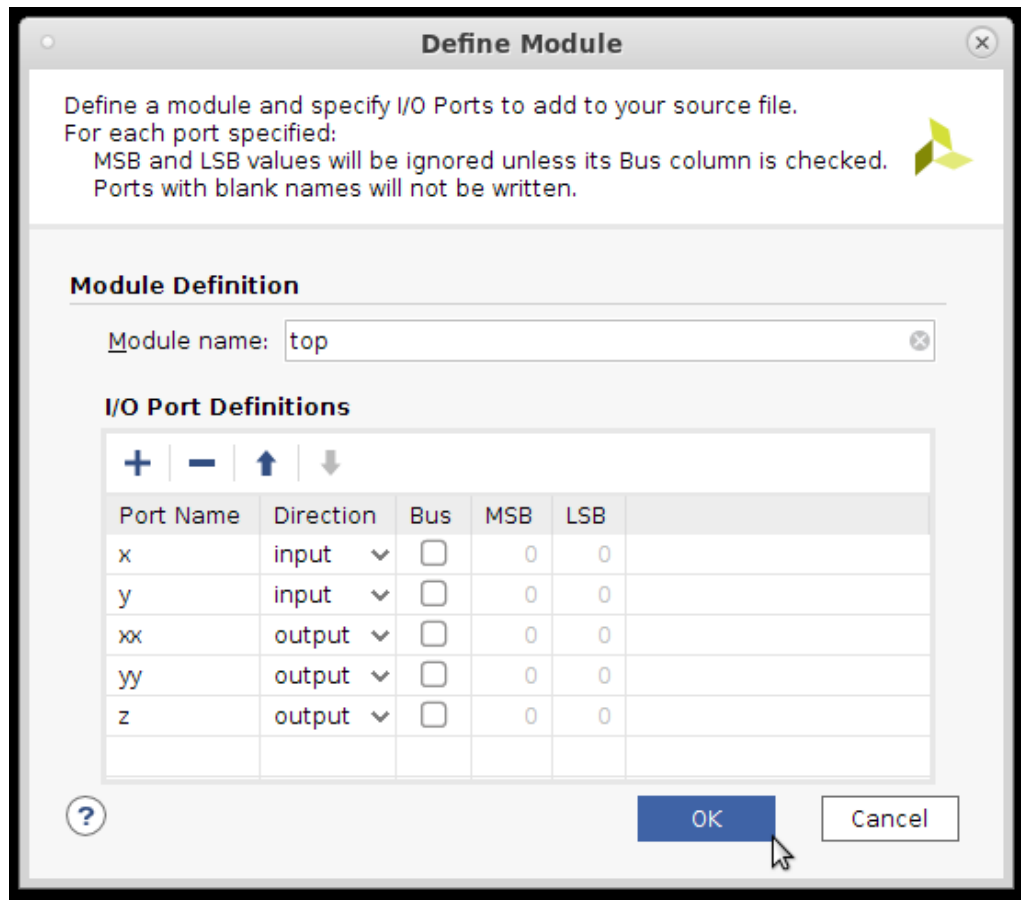 Define Module
Define a module and specify I/O Ports to add to your source file.
For each port specified:
MSB and LSB values will be ignored unless its Bus column is checked.
Ports with blank names will not be written.
Module Definition
Module name: top
I/O Port Definitions
Port Name Direction Bus MSB LSB
x input 0 0
y input 0 0
xx output 0 0
yy output 0 0
z output 0 0
? OK Cancel